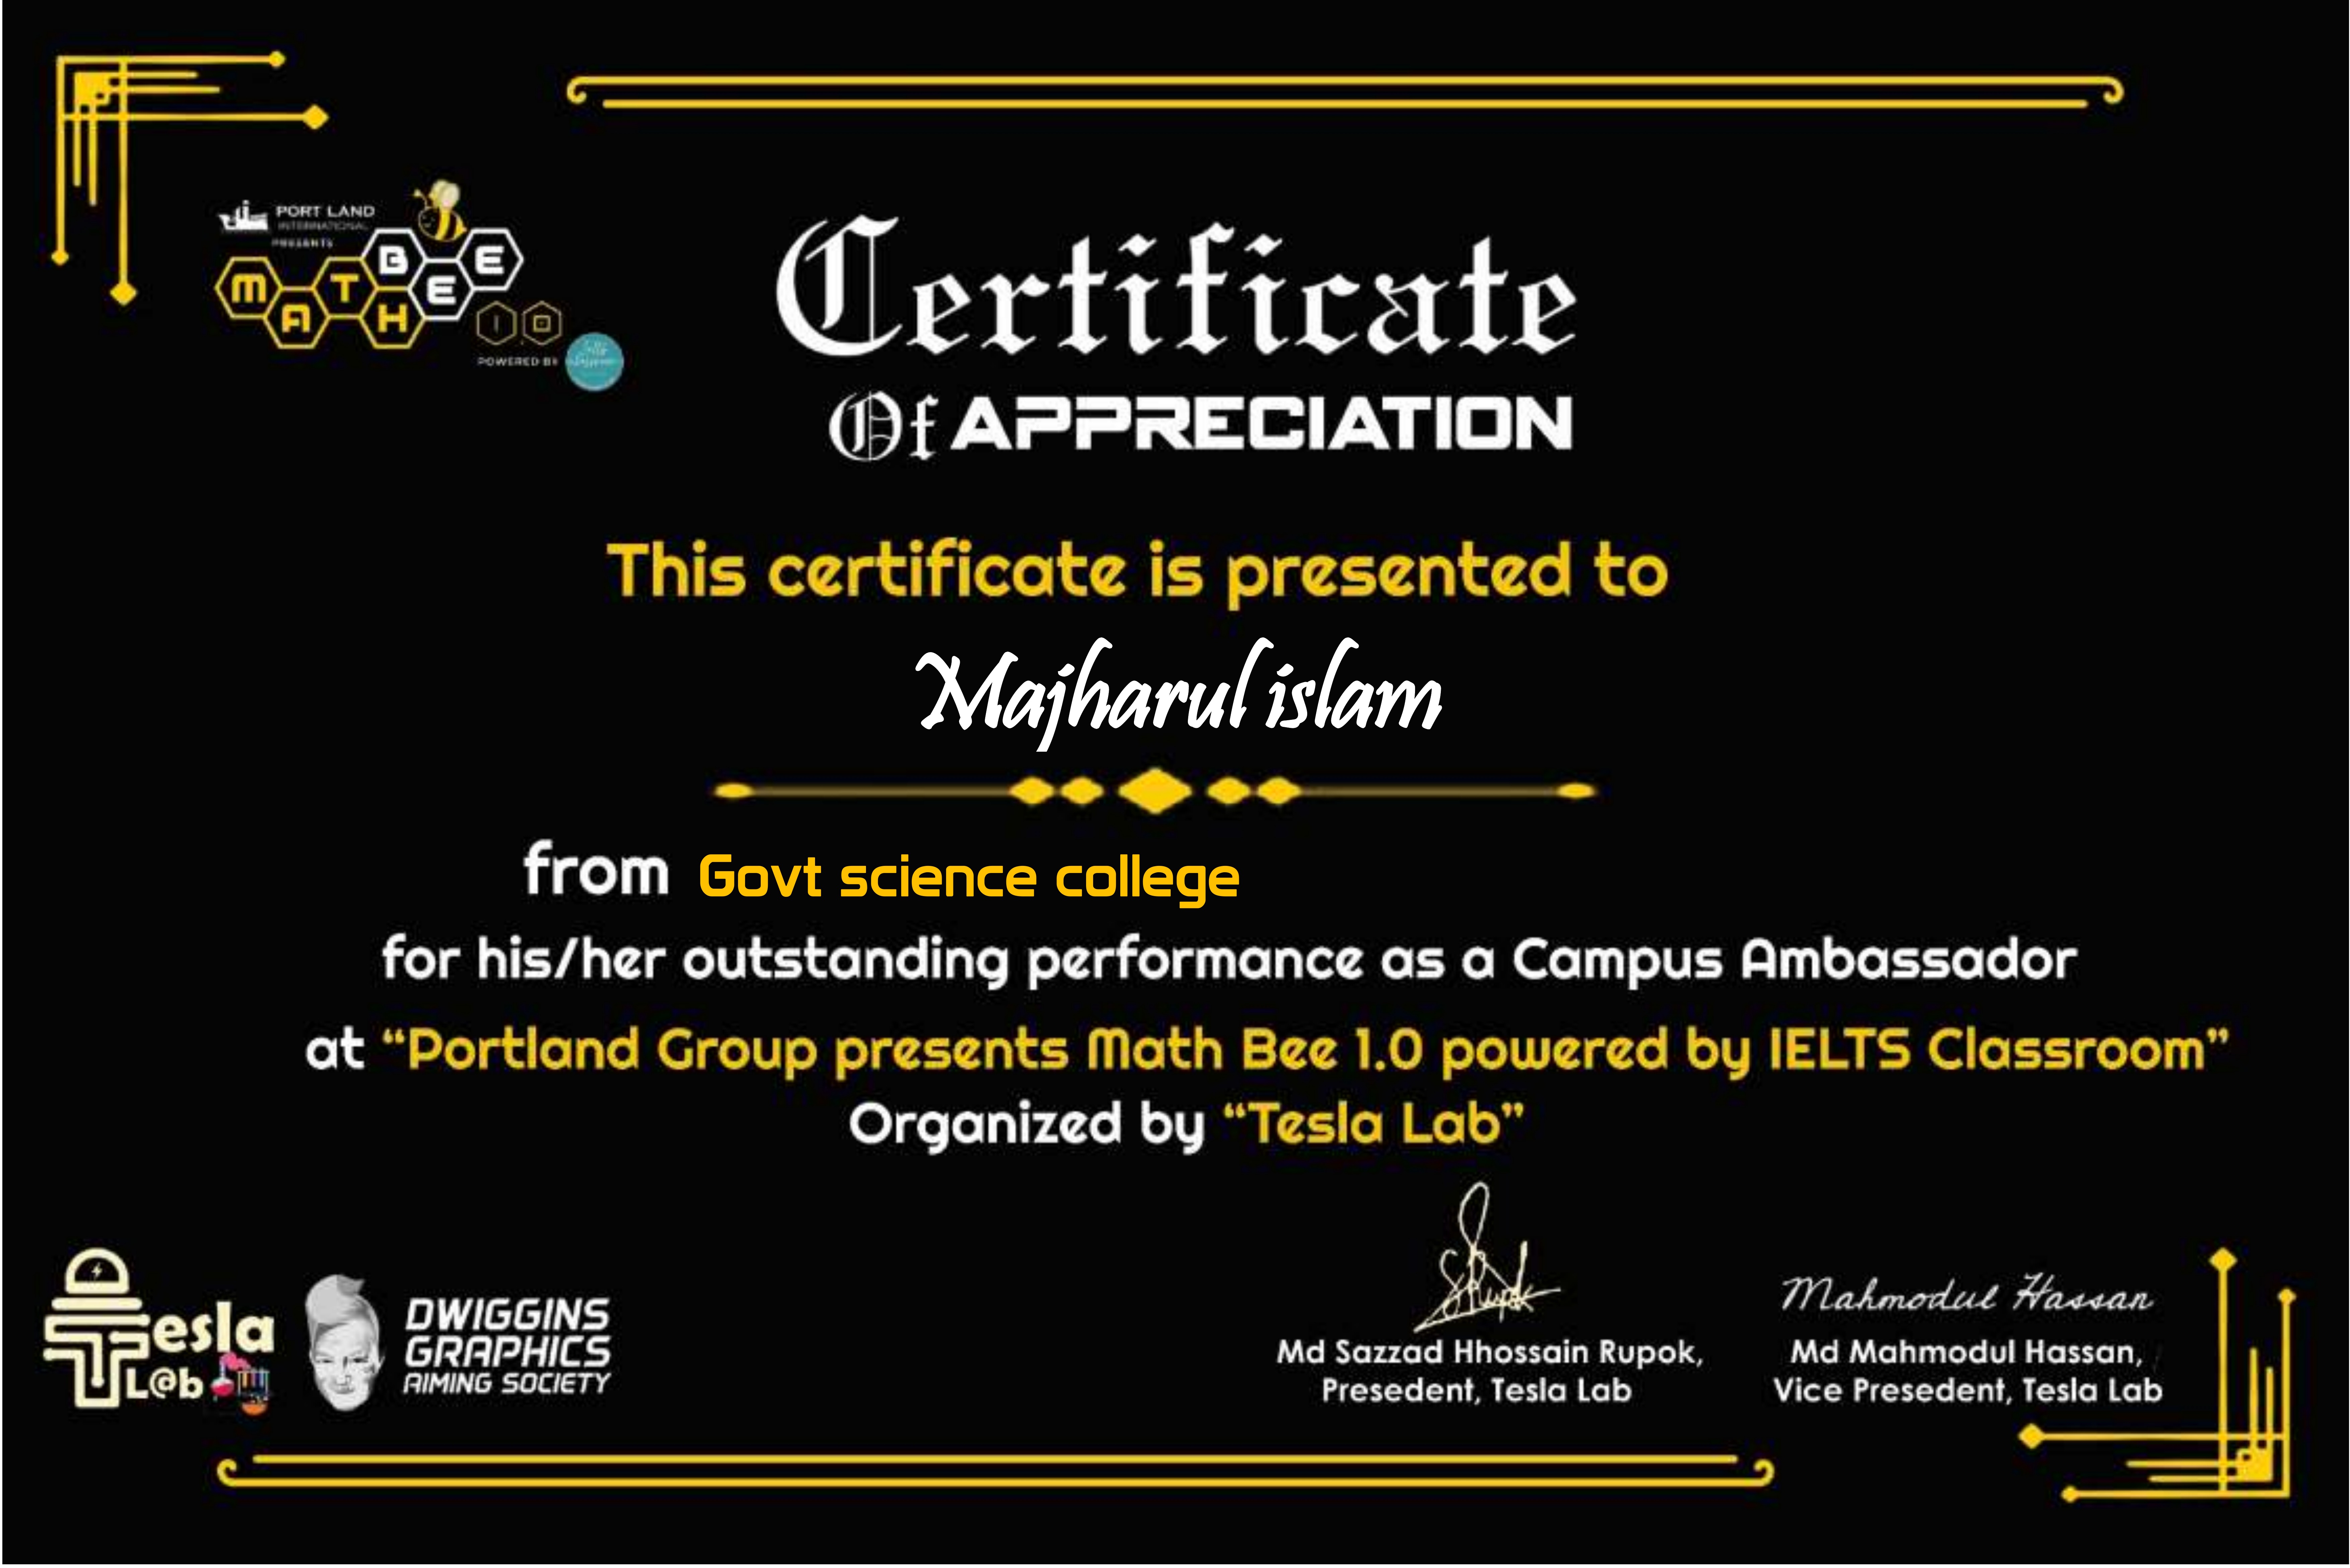 PORT LAND
INTERNATIONAL
PRESENTS
MATH BEE
1.0
POWERED BY
Certificate
Of APPRECIATION
This certificate is presented to
Majharul islam
from Govt science college
for his/her outstanding performance as a Campus Ambassador
at “Portland Group presents Math Bee 1.0 powered by IELTS Classroom”
Organized by “Tesla Lab”
Tesla
L@b
DWIGGINS
GRAPHICS
AIMING SOCIETY
Mahmodul Hassan
Md Sazzad Hhossain Rupok,
Presedent, Tesla Lab
Md Mahmodul Hassan,
Vice Presedent, Tesla Lab